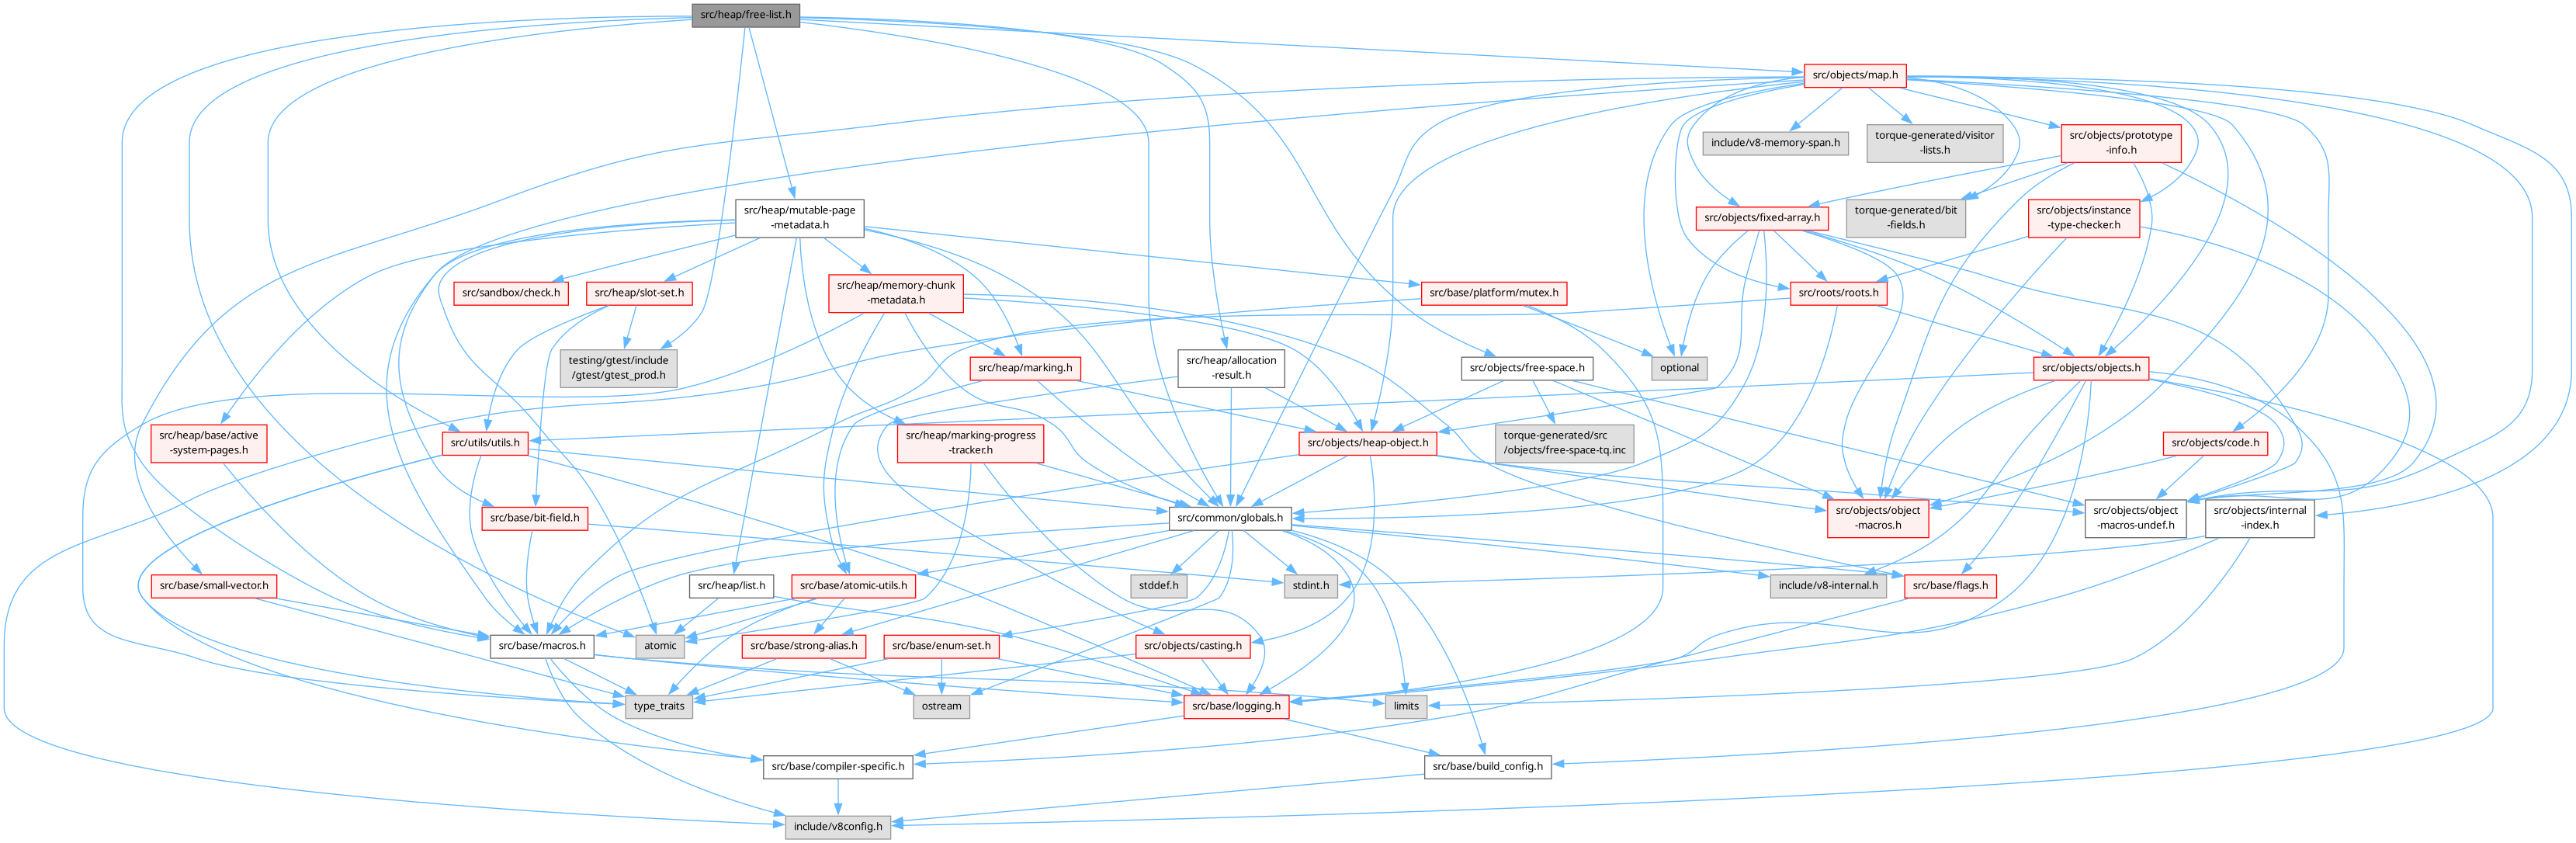 src/heap/free-list.h
src/objects/map.h
include/v8-memory-span.h
torque-generated/visitor
-lists.h
src/objects/prototype
-info.h
src/heap/mutable-page
-metadata.h
src/objects/fixed-array.h
torque-generated/bit
-fields.h
src/objects/instance
-type-checker.h
src/sandbox/check.h
src/heap/slot-set.h
src/heap/memory-chunk
-metadata.h
src/base/platform/mutex.h
src/roots/roots.h
testing/gtest/include
/gtest/gtest_prod.h
src/heap/marking.h
src/heap/allocation
-result.h
src/objects/free-space.h
optional
src/objects/objects.h
src/heap/base/active
-system-pages.h
src/utils/utils.h
src/heap/marking-progress
-tracker.h
src/objects/heap-object.h
torque-generated/src
/objects/free-space-tq.inc
src/objects/code.h
src/base/bit-field.h
src/common/globals.h
src/objects/object
-macros.h
src/objects/object
-macros-undef.h
src/objects/internal
-index.h
src/base/small-vector.h
src/heap/list.h
src/base/atomic-utils.h
stddef.h
stdint.h
include/v8-internal.h
src/base/flags.h
src/base/macros.h
atomic
src/base/strong-alias.h
src/base/enum-set.h
src/objects/casting.h
type_traits
ostream
src/base/logging.h
limits
src/base/compiler-specific.h
src/base/build_config.h
include/v8config.h